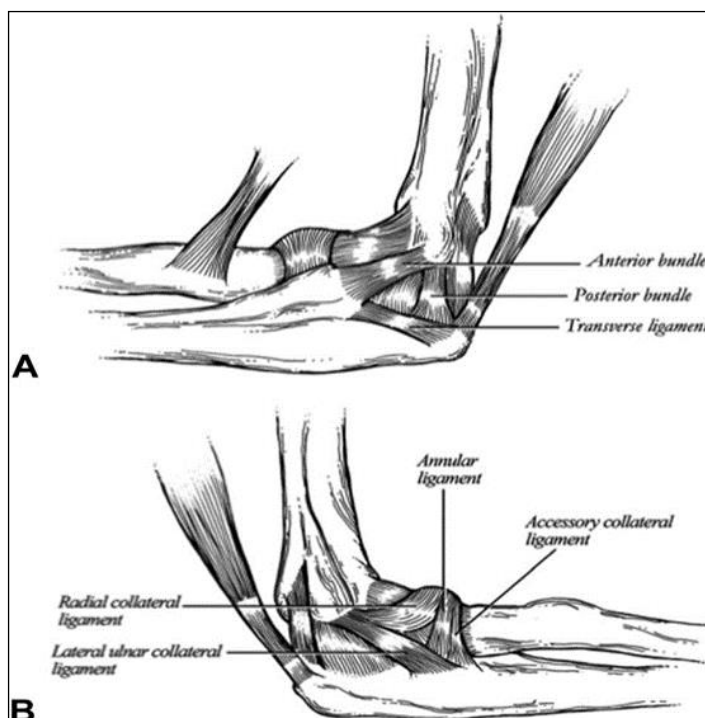 Anterior bundle
Posterior bundle
Transverse ligament
A
Annular
ligament
Accessory collateral
ligament
Radial collateral
ligament
Lateral ulnar collateral
ligament
B